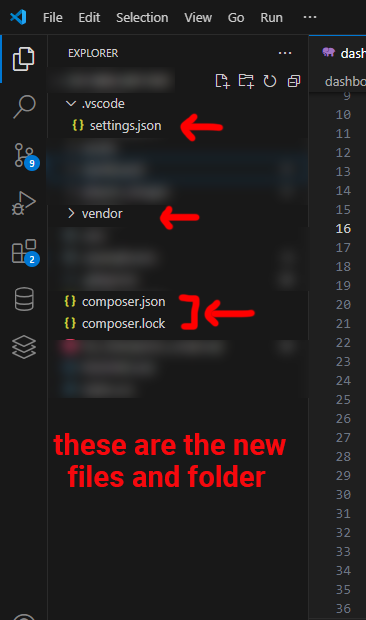 File Edit Selection View Go Run ...
EXPLORER ...
dash
dashbo
.vscode
{} settings.json
vendor
{} composer.json
{} composer.lock
these are the new
files and folder
9
2
9
10
11
12
13
14
15
16
17
18
19
20
21
22
23
24
25
26
27
28
29
30
31
32
33
34
35
36